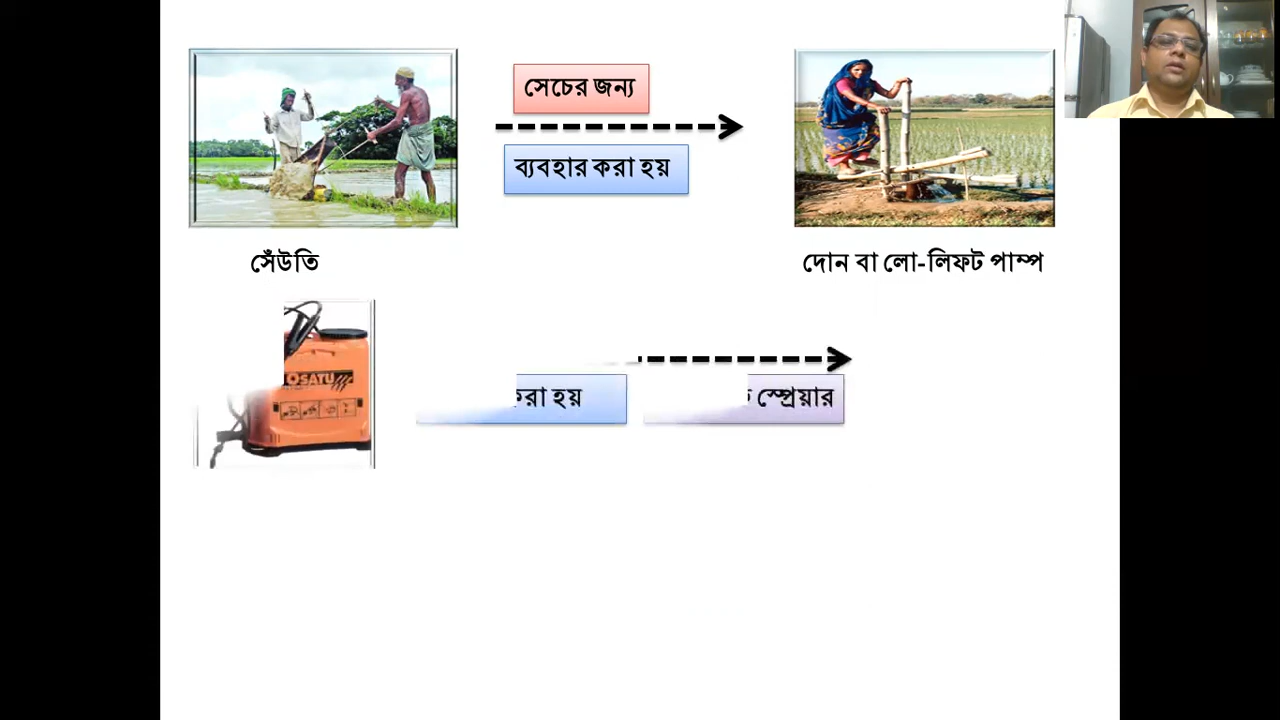 সেচের জন্য
ব্যবহার করা হয়
সেঁউতি
দোন বা লো-লিফট পাম্প
হয়
স্প্রেয়ার